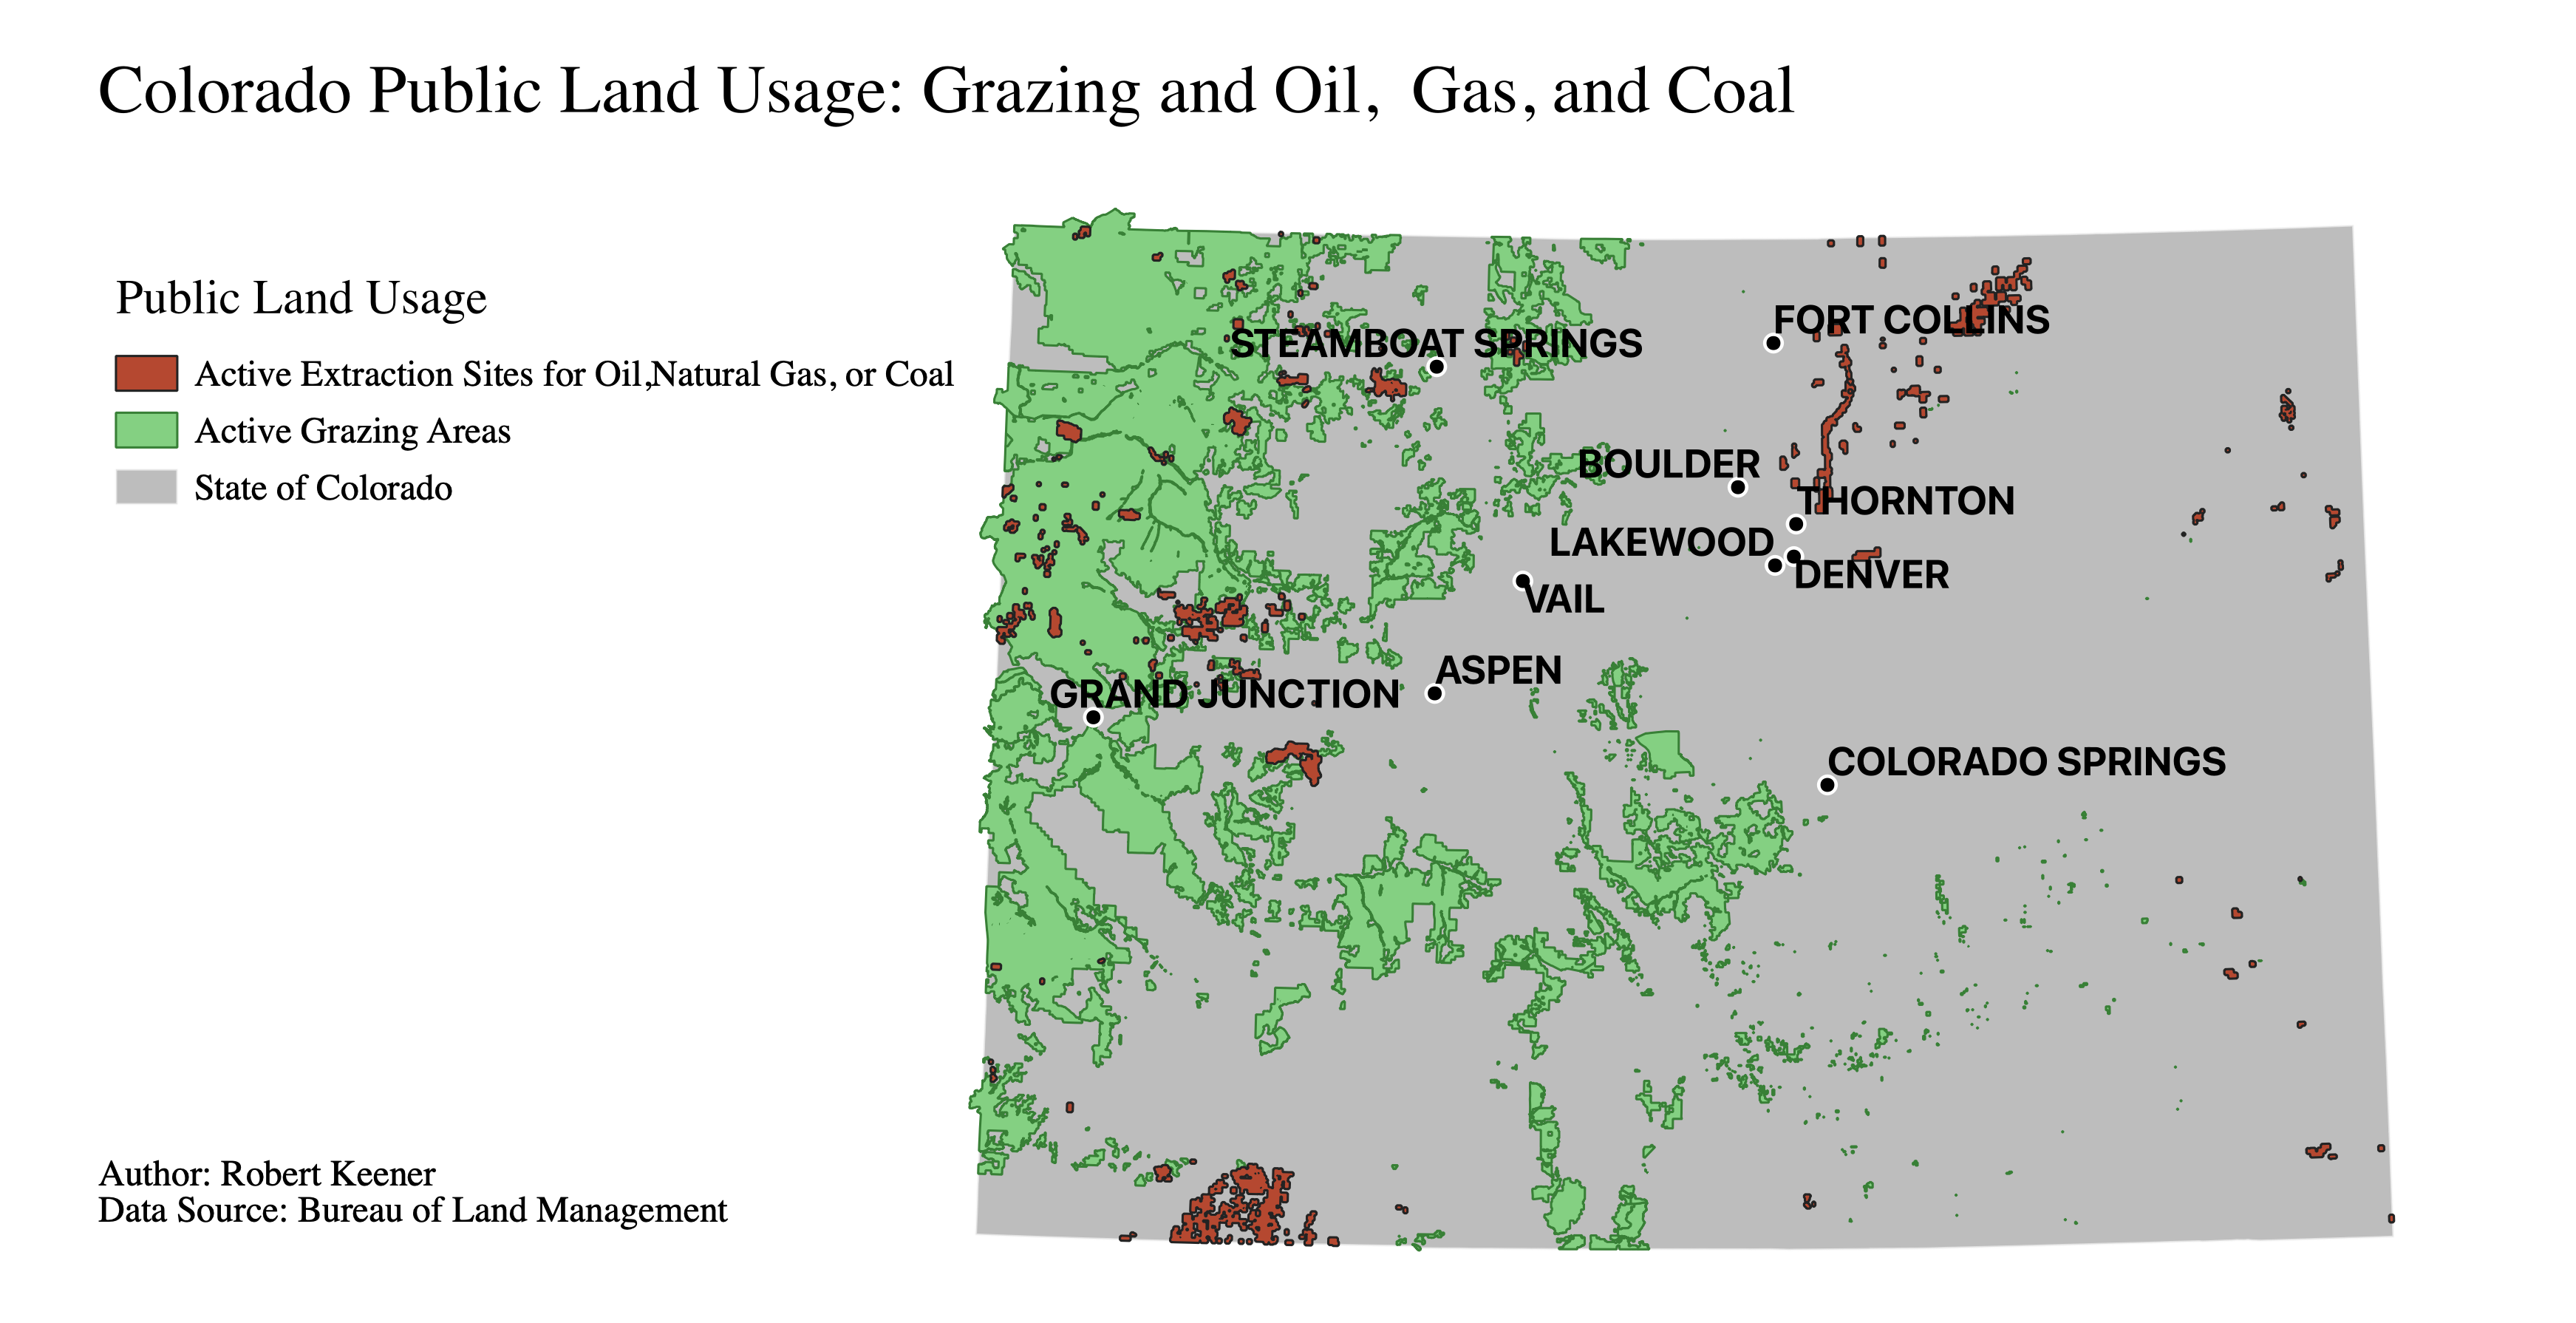 Colorado Public Land Usage: Grazing and Oil,  Gas, and Coal
Public Land Usage
Active Extraction Sites for Oil,Natural Gas, or Coal
Active Grazing Areas
State of Colorado
FORT COLLINS
STEAMBOAT SPRINGS
BOULDER
THORNTON
LAKEWOOD
DENVER
VAIL
ASPEN
GRAND JUNCTION
COLORADO SPRINGS
Author: Robert Keener
Data Source: Bureau of Land Management